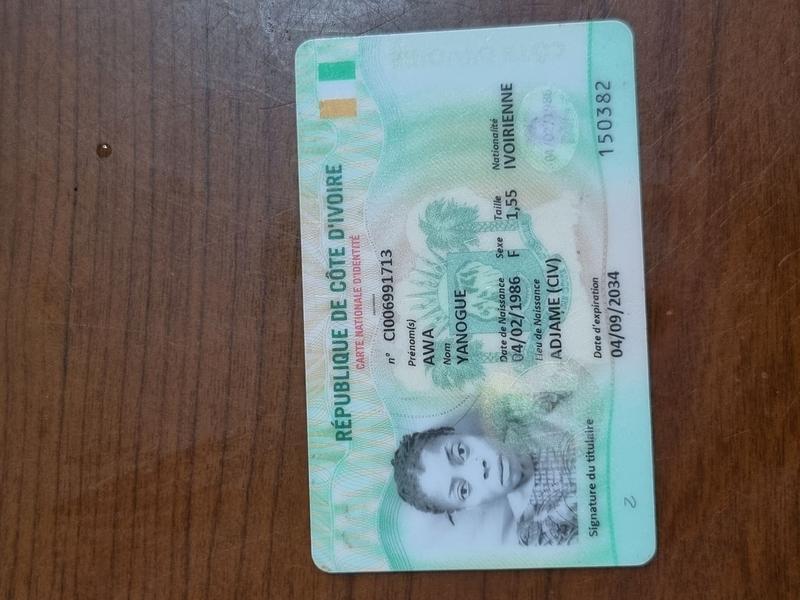 RÉPUBLIQUE DE CÔTE D'IVOIRE
CARTE NATIONALE D'IDENTITÉ
n° CI006991713
Prénom(s)
AWA
Nom
YANOGUE
Date de Naissance Sexe Taille Nationalité
04/02/1986 F 1,55 IVOIRIENNE
Lieu de Naissance
ADJAME (CIV)
Date d'expiration
04/09/2034
Signature du titulaire
150382